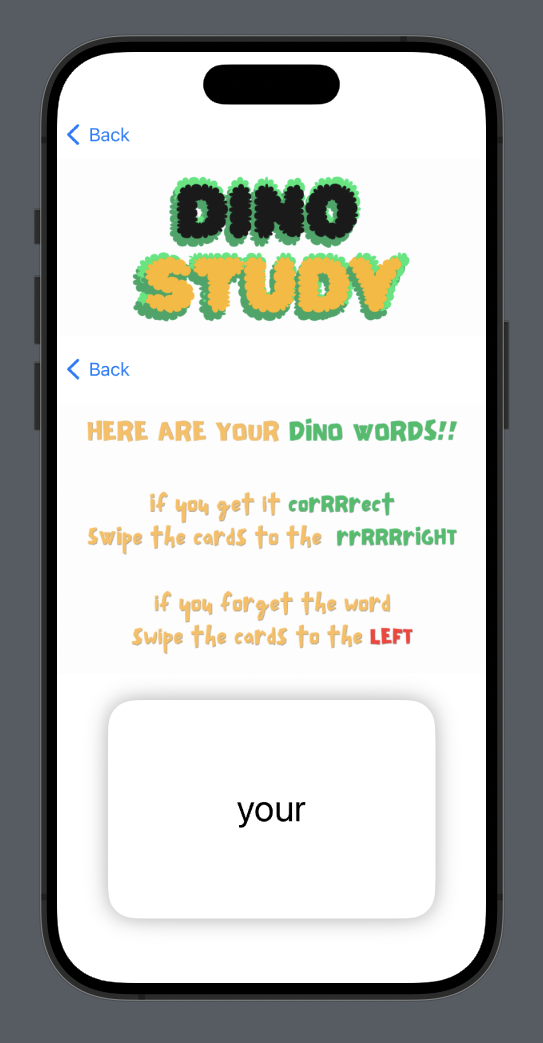 Back
DINO
STUDY
Back
HERE ARE YOUR DiNO WORDS!!
if you get it corRRrect
Swipe the cards to the rrRRRriGHT
if you forget the word
Swipe the cards to the LEFT
your